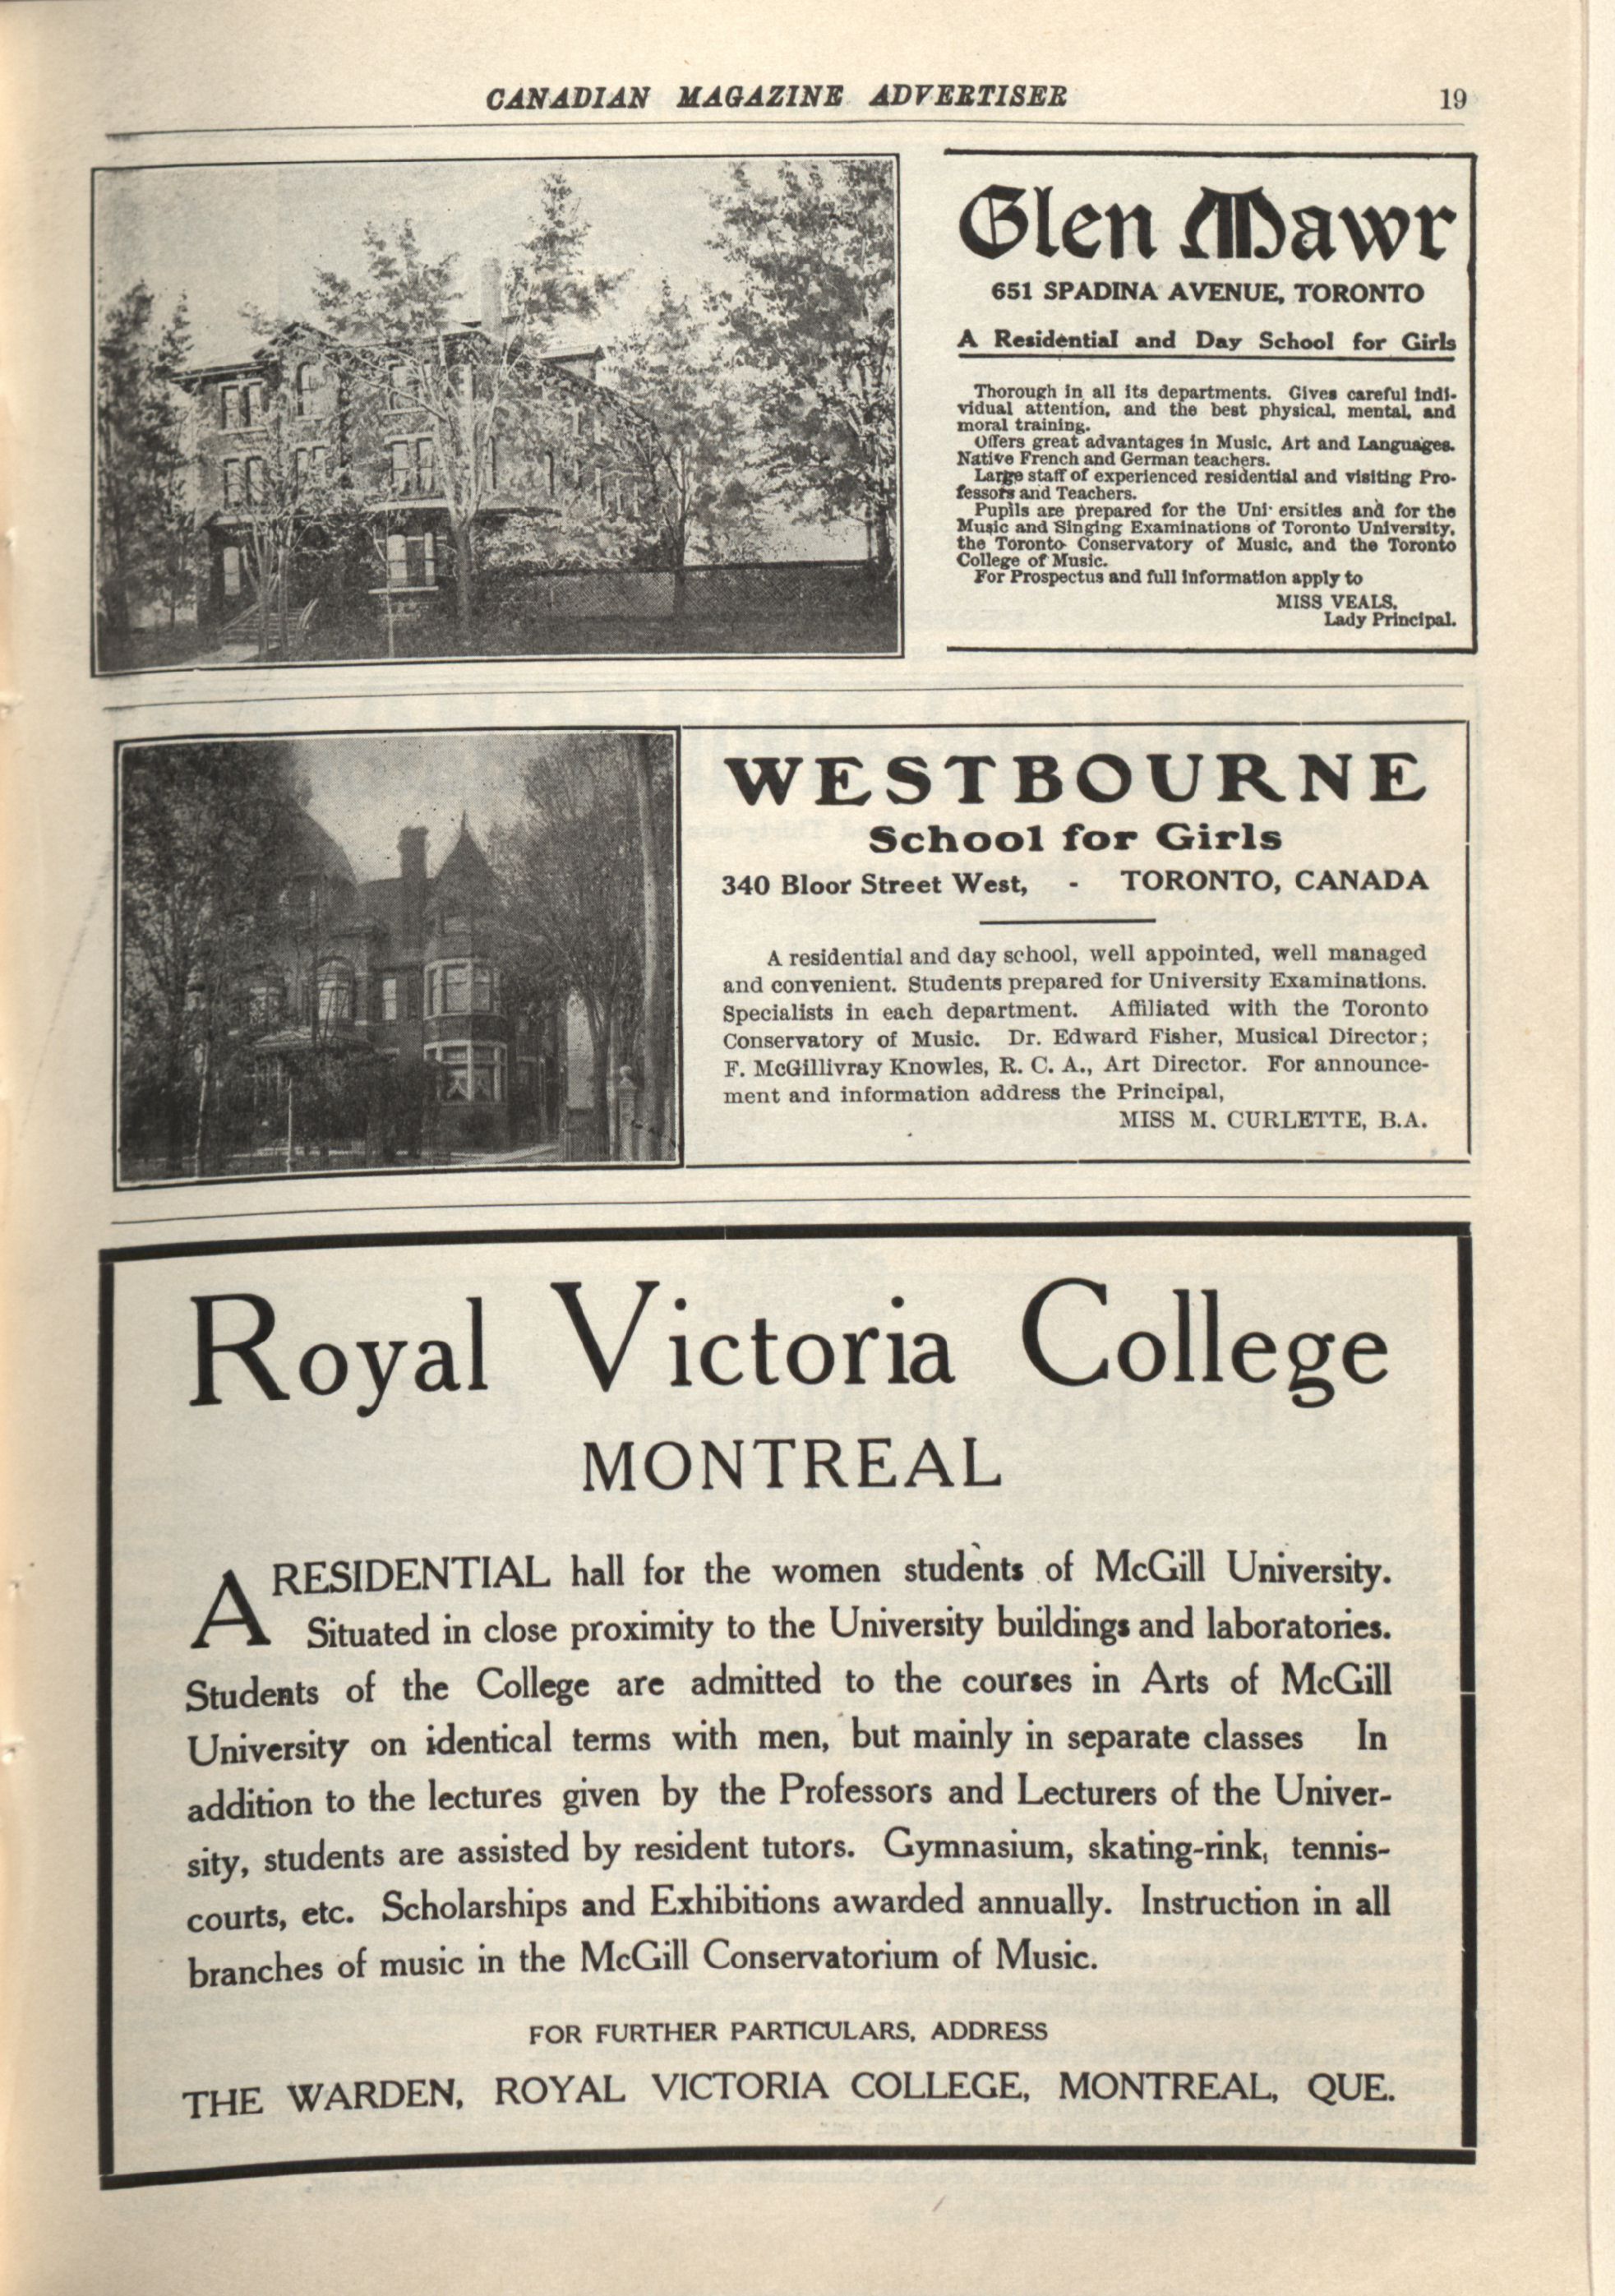 CANADIAN MAGAZINE ADVERTISER 19
Glen Mawr
651 SPADINA AVENUE, TORONTO
A Residential and Day School for Girls
Thorough in all its departments. Gives careful indi-
vidual attention, and the best physical, mental, and
moral training.
Offers great advantages in Music, Art and Languages.
Native French and German teachers.
Large staff of experienced residential and visiting Pro-
fessors and Teachers.
Pupils are prepared for the Uni ersities and for the
Music and Singing Examinations of Toronto University,
the Toronto Conservatory of Music, and the Toronto
College of Music.
For Prospectus and full information apply to
MISS VEALS,
Lady Principal.
WESTBOURNE
School for Girls
340 Bloor Street West, - TORONTO, CANADA
A residential and day school, well appointed, well managed
and convenient. Students prepared for University Examinations.
Specialists in each department. Affiliated with the Toronto
Conservatory of Music. Dr. Edward Fisher, Musical Director;
F. McGillivray Knowles, R. C. A., Art Director. For announce-
ment and information address the Principal,
MISS M. CURLETTE, B.A.
Royal Victoria College
MONTREAL
A RESIDENTIAL hall for the women students of McGill University.
Situated in close proximity to the University buildings and laboratories.
Students of the College are admitted to the courses in Arts of McGill
University on identical terms with men, but mainly in separate classes In
addition to the lectures given by the Professors and Lecturers of the Univer-
sity, students are assisted by resident tutors. Gymnasium, skating-rink, tennis-
courts, etc. Scholarships and Exhibitions awarded annually. Instruction in all
branches of music in the McGill Conservatorium of Music.
FOR FURTHER PARTICULARS, ADDRESS
THE WARDEN, ROYAL VICTORIA COLLEGE, MONTREAL, QUE.